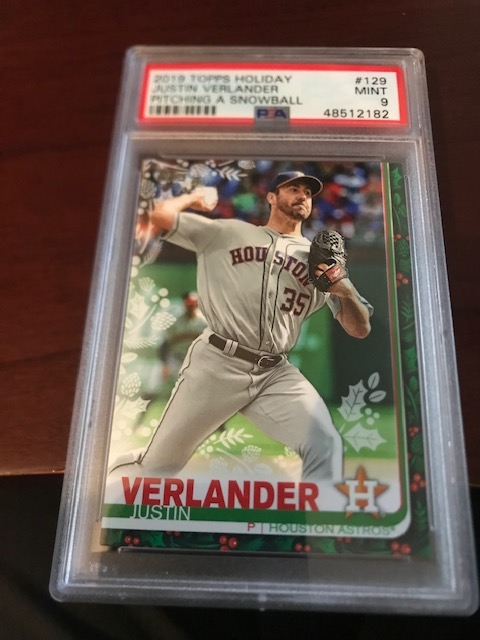 2019 TOPPS HOLIDAY #129
JUSTIN VERLANDER MINT
PITCHING A SNOWBALL 9
PSA 48512182
HOUSTON
35
VERLANDER
JUSTIN
H
P | HOUSTON ASTROS®